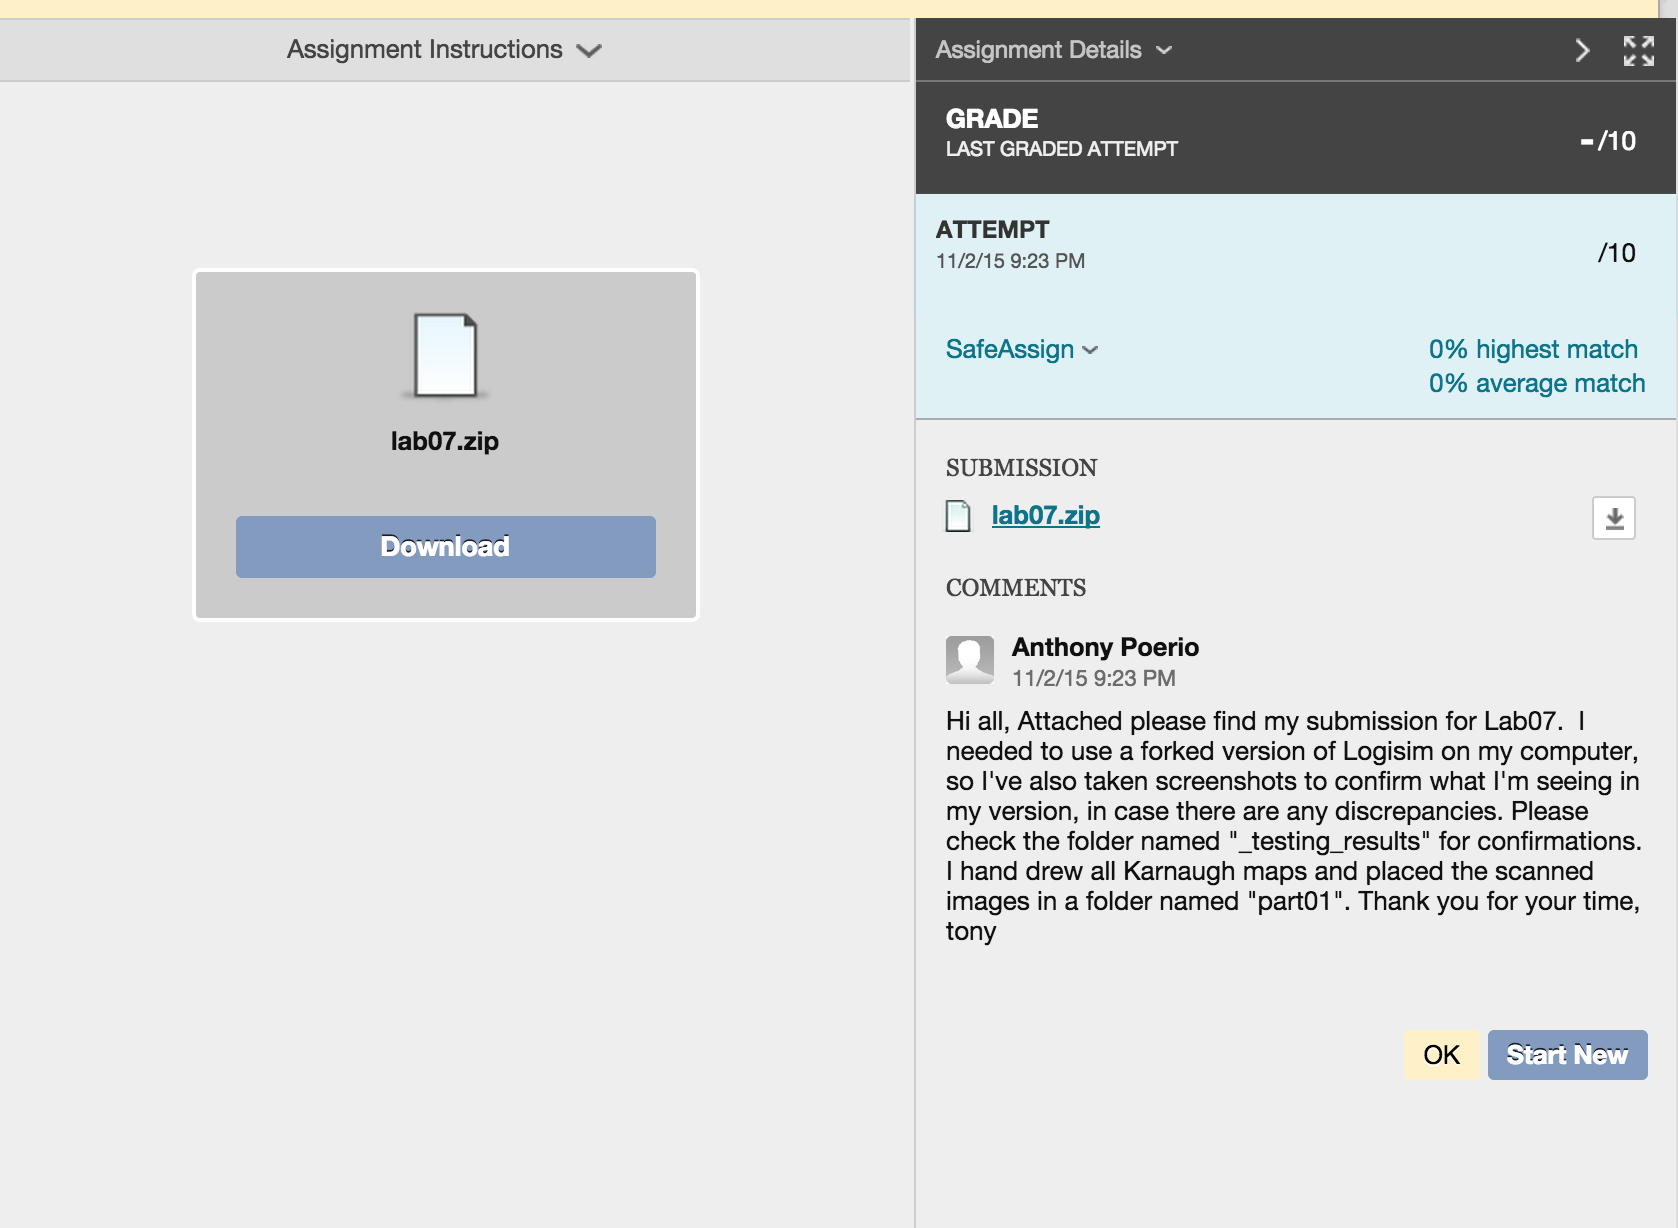 Assignment Instructions
lab07.zip
Download
Assignment Details
GRADE
LAST GRADED ATTEMPT
-/10
ATTEMPT
11/2/15 9:23 PM
/10
SafeAssign
0% highest match
0% average match
SUBMISSION
lab07.zip
COMMENTS
Anthony Poerio
11/2/15 9:23 PM
Hi all, Attached please find my submission for Lab07.  I
needed to use a forked version of Logisim on my computer,
so I've also taken screenshots to confirm what I'm seeing in
my version, in case there are any discrepancies. Please
check the folder named "_testing_results" for confirmations.
I hand drew all Karnaugh maps and placed the scanned
images in a folder named "part01". Thank you for your time,
tony
OK
Start New